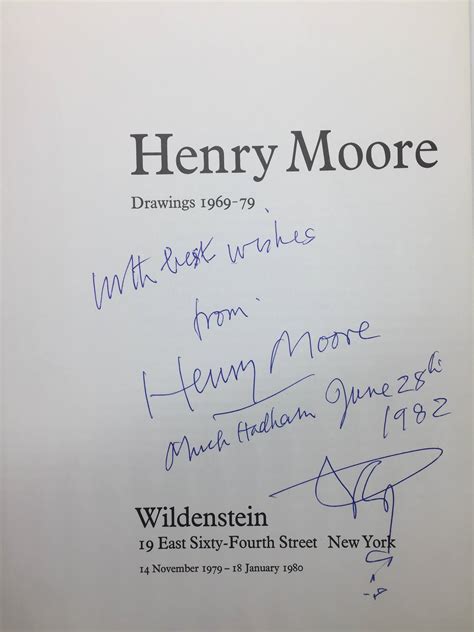 Henry Moore
Drawings 1969-79
With best wishes
from
Henry Moore
Much Hadham June 28th
1982
Wildenstein
19 East Sixty-Fourth Street New York
14 November 1979 – 18 January 1980